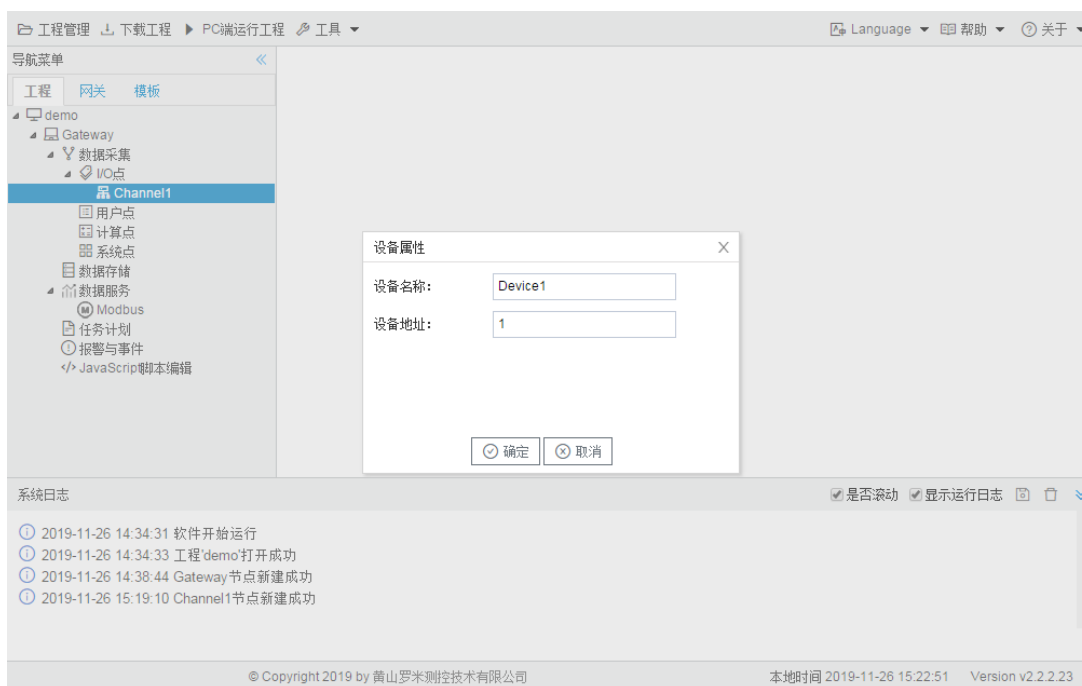 工程管理 下载工程 PC端运行工程 工具 Language 帮助 关于
导航菜单
工程 网关 模板
demo
Gateway
数据采集
I/O点
Channel1
用户点
计算点
系统点
数据存储
数据服务
Modbus
任务计划
报警与事件
JavaScript脚本编辑
设备属性
设备名称: Device1
设备地址: 1
确定 取消
系统日志 是否滚动 显示运行日志
2019-11-26 14:34:31 软件开始运行
2019-11-26 14:34:33 工程'demo'打开成功
2019-11-26 14:38:44 Gateway节点新建成功
2019-11-26 15:19:10 Channel1节点新建成功
© Copyright 2019 by 黄山罗米测控技术有限公司 本地时间 2019-11-26 15:22:51 Version v2.2.2.23